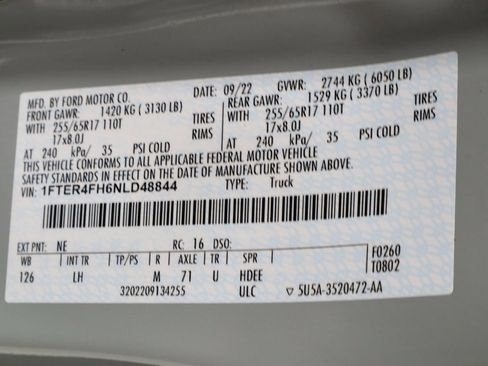 MFD. BY FORD MOTOR CO. DATE: 09/22 GVWR: 2744 KG ( 6050 LB)
FRONT GAWR: 1420 KG ( 3130 LB) REAR GAWR: 1529 KG ( 3370 LB)
WITH 255/65R17 110T TIRES WITH 255/65R17 110T TIRES
17x8.0J RIMS 17x8.0J RIMS
AT 240 kPa/ 35 PSI COLD AT 240 kPa/ 35 PSI COLD
THIS VEHICLE CONFORMS TO ALL APPLICABLE FEDERAL MOTOR VEHICLE
SAFETY STANDARDS IN EFFECT ON THE DATE OF MANUFACTURE SHOWN ABOVE.
VIN: 1FTER4FH6NLD48844 TYPE: Truck
EXT PNT: NE RC: 16 DSO: F0260
WB INT TR TP/PS R AXLE TR SPR T0802
126 LH M 71 U HDEE
3202209134255 ULC ▽ 5U5A-3520472-AA